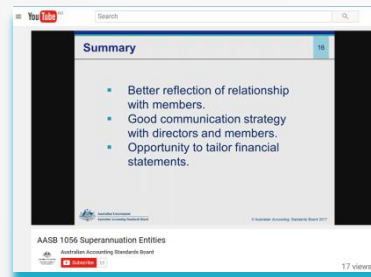 YouTube
Search
Summary
16
Better reflection of relationship
with members.
Good communication strategy
with directors and members.
Opportunity to tailor financial
statements.
Australian Government
Australian Accounting Standards Board
© Australian Accounting Standards Board 2017
AASB 1056 Superannuation Entities
Australian Accounting Standards Board
Subscribe
17 views